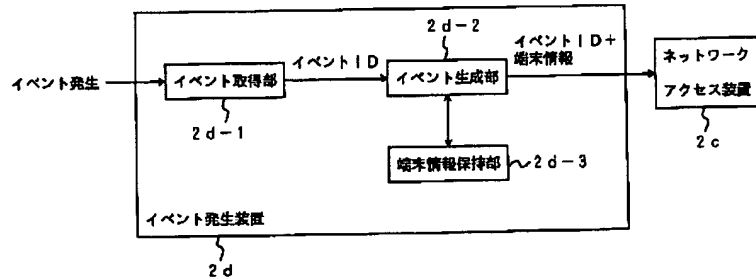 2d-2
イベントID
イベントID+
端末情報
イベント発生
イベント取得部
イベント生成部
ネットワーク
アクセス装置
2d-1
2c
端末情報保持部
2d-3
イベント発生装置
2d